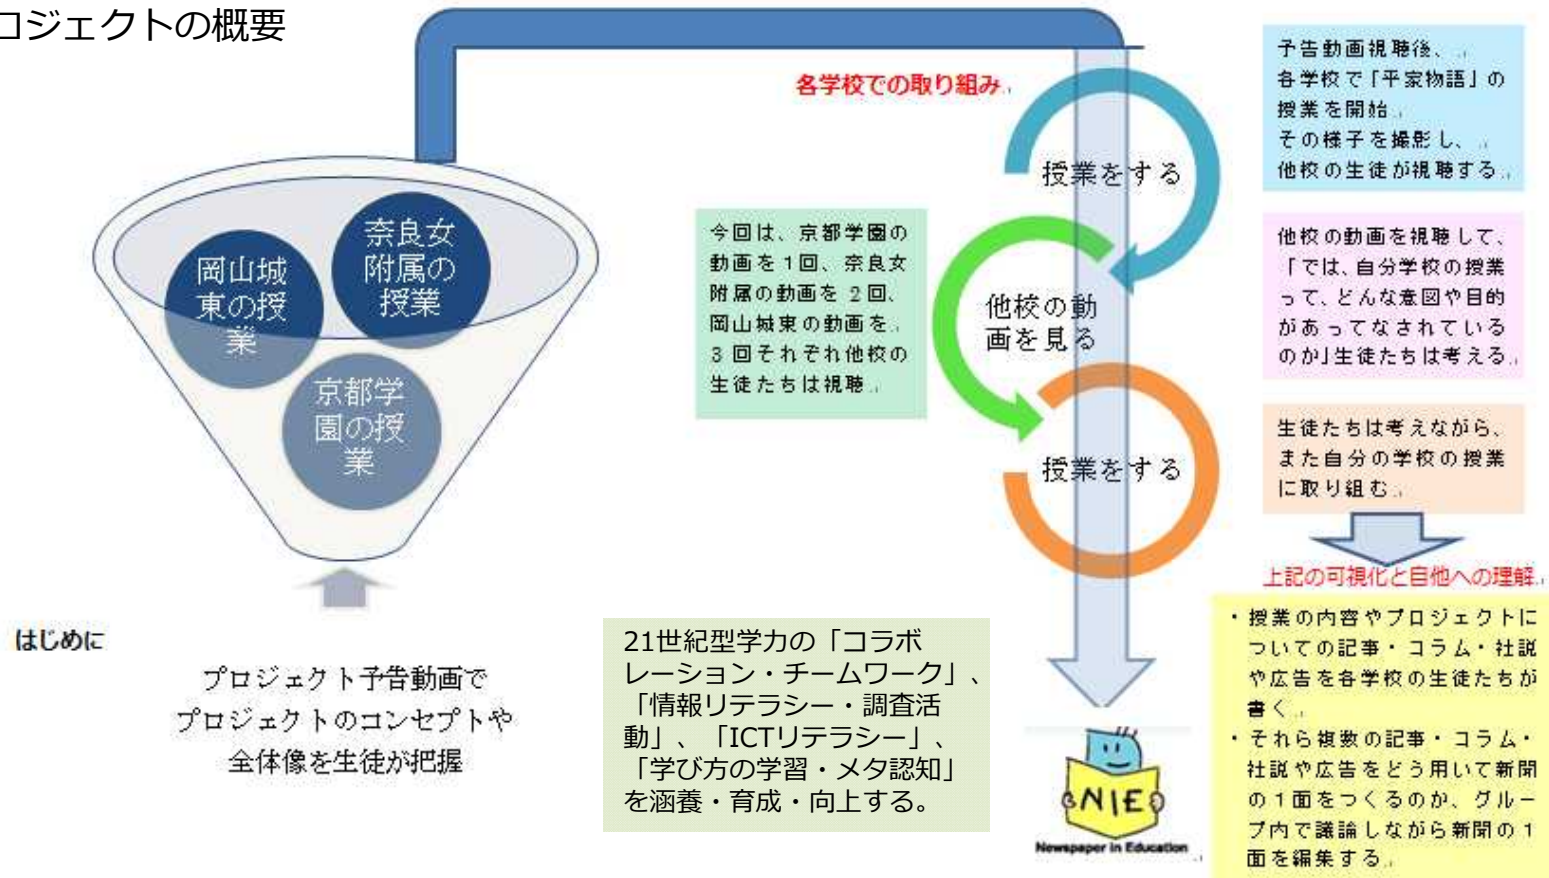 ロジェクトの概要
各学校での取り組み
岡山城
東の授
業
奈良女
附属の
授業
京都学
園の授
業
はじめに
プロジェクト予告動画で
プロジェクトのコンセプトや
全体像を生徒が把握
今回は、京都学園の
動画を1回、奈良女
附属の動画を 2回、
岡山城東の動画を
3回それぞれ他校の
生徒たちは視聴
授業をする
他校の動
画を見る
授業をする
21世紀型学力の「コラボ
レーション・チームワーク」、
「情報リテラシー・調査活
動」、「ICTリテラシー」、
「学び方の学習・メタ認知」
を涵養・育成・向上する。
NIE
Newspaper in Education
予告動画視聴後、
各学校で「平家物語」の
授業を開始
その様子を撮影し、
他校の生徒が視聴する
他校の動画を視聴して、
「では、自分学校の授業
って、どんな意図や目的
があってなされている
のか」生徒たちは考える
生徒たちは考えながら、
また自分の学校の授業
に取り組む
上記の可視化と自他への理解
・授業の内容やプロジェクトに
ついての記事・コラム・社説
や広告を各学校の生徒たちが
書く
・それら複数の記事・コラム・
社説や広告をどう用いて新聞
の1面をつくるのか、グルー
プ内で議論しながら新聞の1
面を編集する